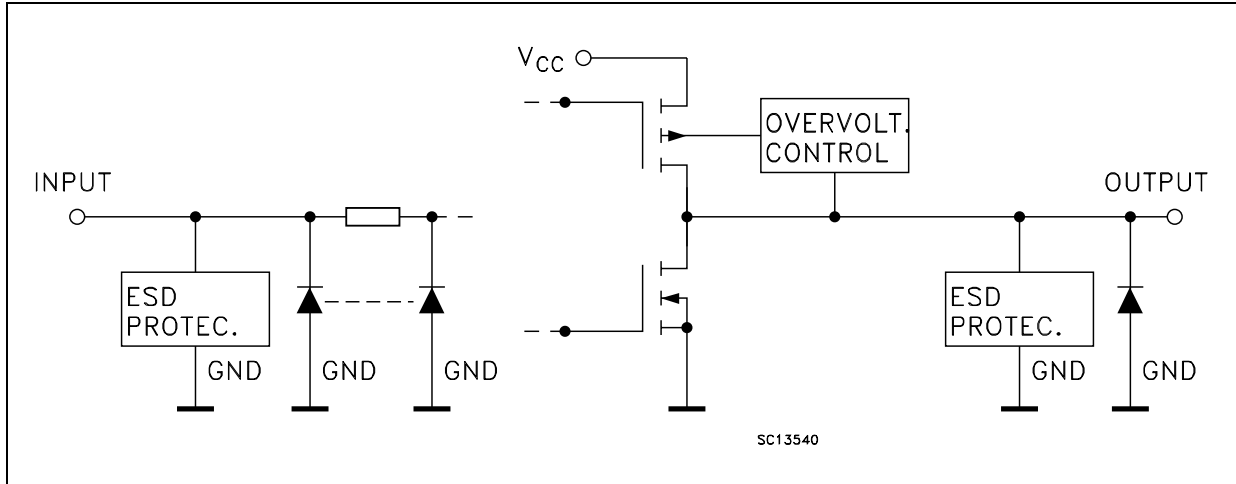 VCC
OVERVOLT.
CONTROL
INPUT
OUTPUT
ESD
PROTEC.
GND
GND
GND
ESD
PROTEC.
GND
GND
SC13540